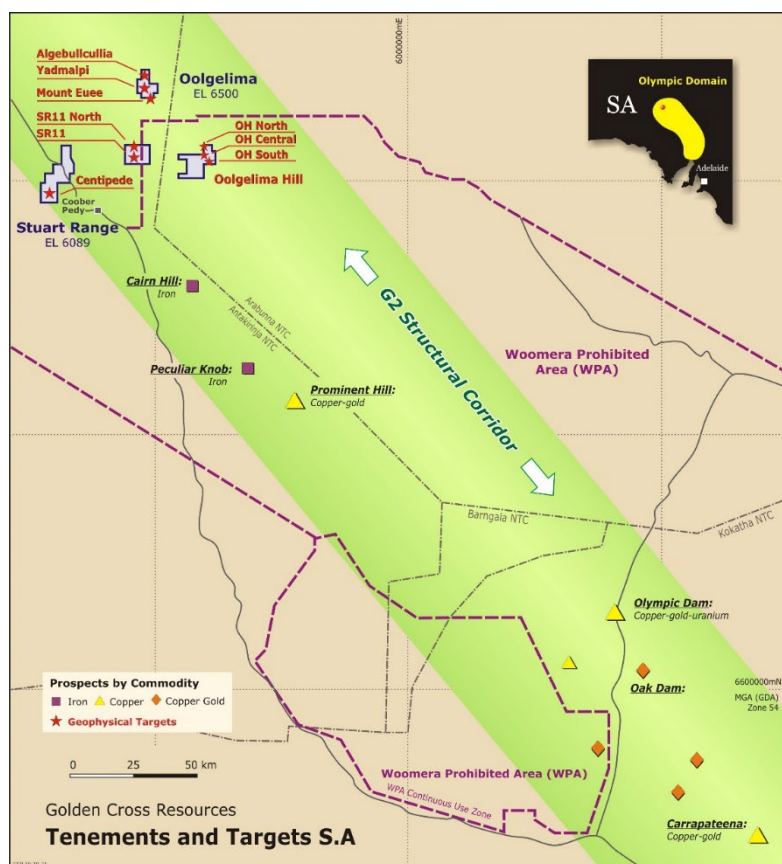 Algebullcullia
Yadmalpi
Mount Euee
Oolgelima
EL 6500
6000000mE
Olympic Domain
SA
Adelaide
SR11 North
SR11
OH North
OH Central
OH South
Oolgelima Hill
Centipede
Coober
Pedy
Stuart Range
EL 6089
Cairn Hill:
Iron
Arabunna NTC
Antakirinja NTC
G2 Structural Corridor
Woomera Prohibited
Area (WPA)
Peculiar Knob:
Iron
Prominent Hill:
Copper-gold
Barngala NTC
Kokatha NTC
Olympic Dam:
Copper-gold-uranium
Oak Dam:
6600000mN
MGA (GDA)
Zone 54
Prospects by Commodity
Iron Copper Copper Gold
Geophysical Targets
0 25 50 km
Woomera Prohibited Area (WPA)
WPA Continuous Use Zone
Golden Cross Resources
Tenements and Targets S.A
Carrapateena:
Copper-gold